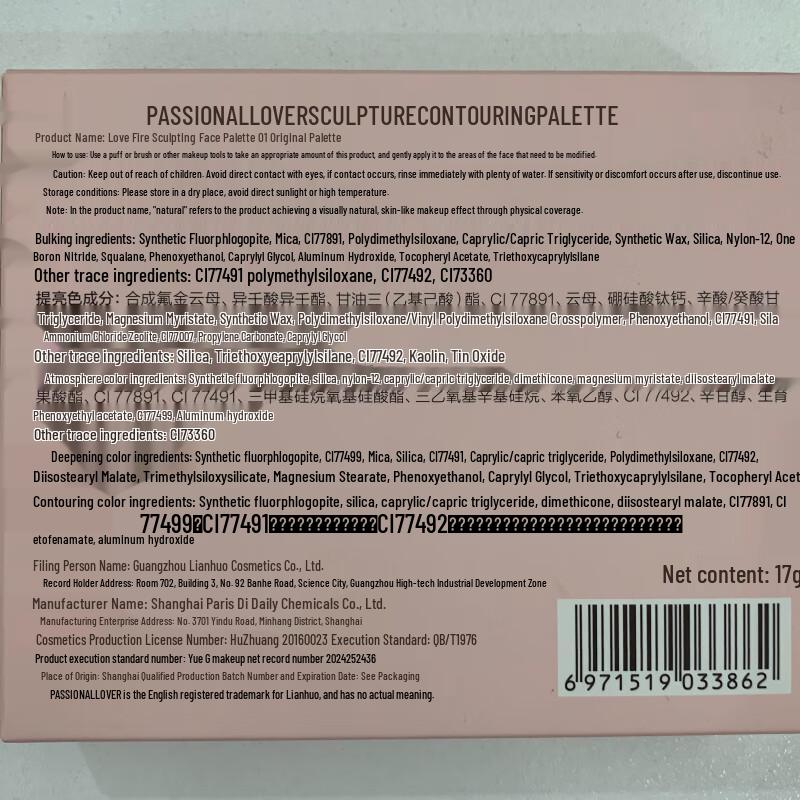 PASSIONALLOVERSCULPTURECONTOURINGPALETTE
Product Name: Love Fire Sculpting Face Palette 01 Original Palette
How to use: Use a puff or brush or other makeup tools to take an appropriate amount of this product, and gently apply it to the areas of the face that need to be modified.
Caution: Keep out of reach of children. Avoid direct contact with eyes, if contact occurs, rinse immediately with plenty of water. If sensitivity or discomfort occurs after use, discontinue use.
Storage conditions: Please store in a dry place, avoid direct sunlight or high temperature.
Note: In the product name, "natural" refers to the product achieving a visually natural, skin-like makeup effect through physical coverage.
Bulking ingredients: Synthetic Fluorphlogopite, Mica, CI77891, Polydimethylsiloxane, Caprylic/Capric Triglyceride, Synthetic Wax, Silica, Nylon-12, One
Boron Nitride, Squalane, Phenoxyethanol, Caprylyl Glycol, Aluminum Hydroxide, Tocopheryl Acetate, Triethoxycaprylylsilane
Other trace ingredients: CI77491 polymethylsiloxane, CI77492, CI73360
提亮色成分：合成氟金云母、异壬酸异壬酯、甘油三(乙基己酸)酯、CI 77891、云母、硼硅酸钛钙、辛酸/癸酸甘
Triglyceride, Magnesium Myristate, Synthetic Wax, Polydimethylsiloxane/Vinyl Polydimethylsiloxane Crosspolymer, Phenoxyethanol, CI77491, Sila
Ammonium Chloride Zeolite, CI77007, Propylene Carbonate, Caprylyl Glycol
Other trace ingredients: Silica, Triethoxycaprylylsilane, CI77492, Kaolin, Tin Oxide
Atmosphere color ingredients: Synthetic fluorphlogopite, silica, nylon-12, caprylic/capric triglyceride, dimethicone, magnesium myristate, diisostearyl malate
果酸酯、CI 77891、CI 77491、三甲基硅烷氧基硅酸酯、三乙氧基辛基硅烷、苯氧乙醇、CI 77492、辛甘醇、生育
Phenoxyethyl acetate, CI77499, Aluminum hydroxide
Other trace ingredients: CI73360
Deepening color ingredients: Synthetic fluorphlogopite, CI77499, Mica, Silica, CI77491, Caprylic/capric triglyceride, Polydimethylsiloxane, CI77492,
Diisostearyl Malate, Trimethylsiloxysilicate, Magnesium Stearate, Phenoxyethanol, Caprylyl Glycol, Triethoxycaprylylsilane, Tocopheryl Acet
Contouring color ingredients: Synthetic fluorphlogopite, silica, caprylic/capric triglyceride, dimethicone, diisostearyl malate, CI77891, CI
77499 CI77491 CI77492
etofenamate, aluminum hydroxide
Filing Person Name: Guangzhou Lianhuo Cosmetics Co., Ltd.
Record Holder Address: Room 702, Building 3, No. 92 Banhe Road, Science City, Guangzhou High-tech Industrial Development Zone
Net content: 17g
Manufacturer Name: Shanghai Paris Di Daily Chemicals Co., Ltd.
Manufacturing Enterprise Address: No. 3701 Yindu Road, Minhang District, Shanghai
Cosmetics Production License Number: HuZhuang 20160023 Execution Standard: QB/T1976
Product execution standard number: Yue G makeup net record number 2024252436
Place of Origin: Shanghai Qualified Production Batch Number and Expiration Date: See Packaging
PASSIONALLOVER is the English registered trademark for Lianhuo, and has no actual meaning.
6 971519 033862